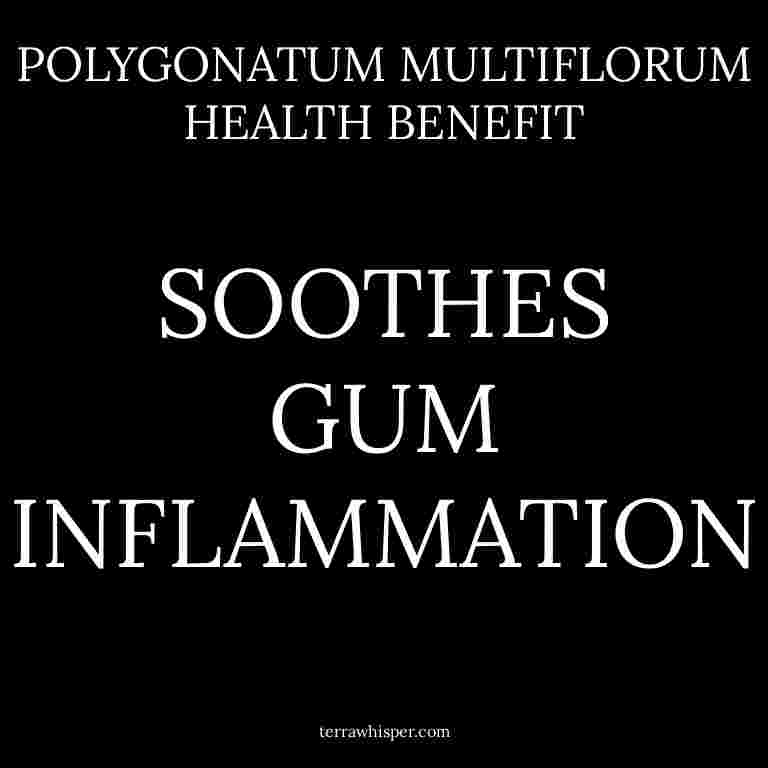 POLYGONATUM MULTIFLORUM
HEALTH BENEFIT
SOOTHES
GUM
INFLAMMATION
terrawhisper.com